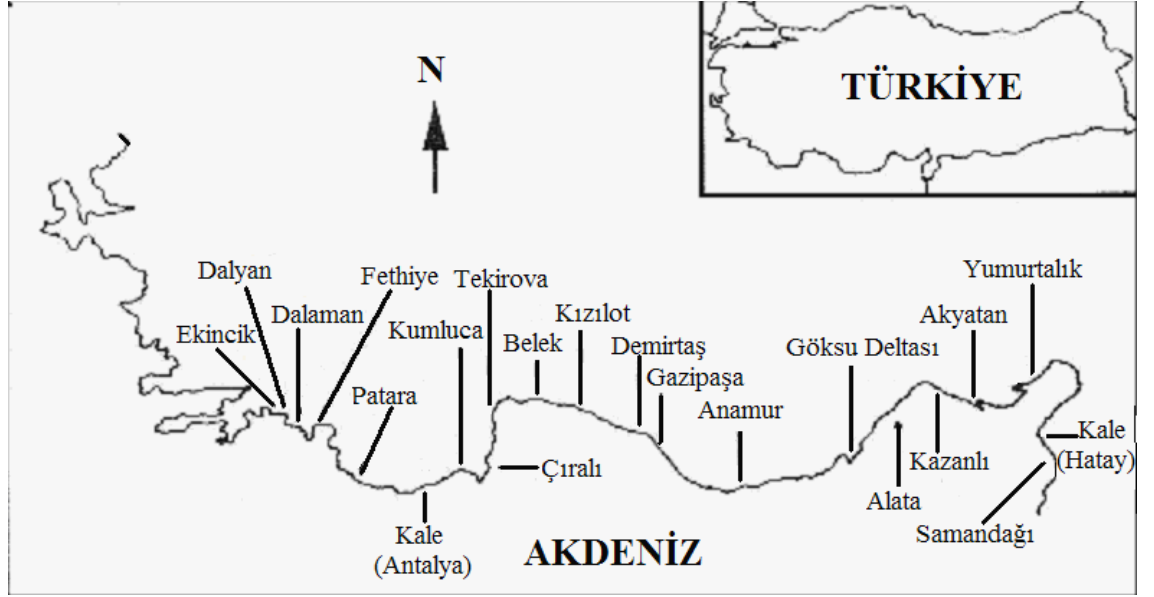 N
TÜRKİYE
Dalyan
Fethiye
Tekirova
Yumurtalık
Dalaman
Kızılot
Akyatan
Ekincik
Kumluca
Belek
Demirtaş
Göksu Deltası
Gazipaşa
Patara
Anamur
Kale
(Hatay)
Çıralı
Kazanlı
Alata
Kale
(Antalya)
Samandağı
AKDENİZ